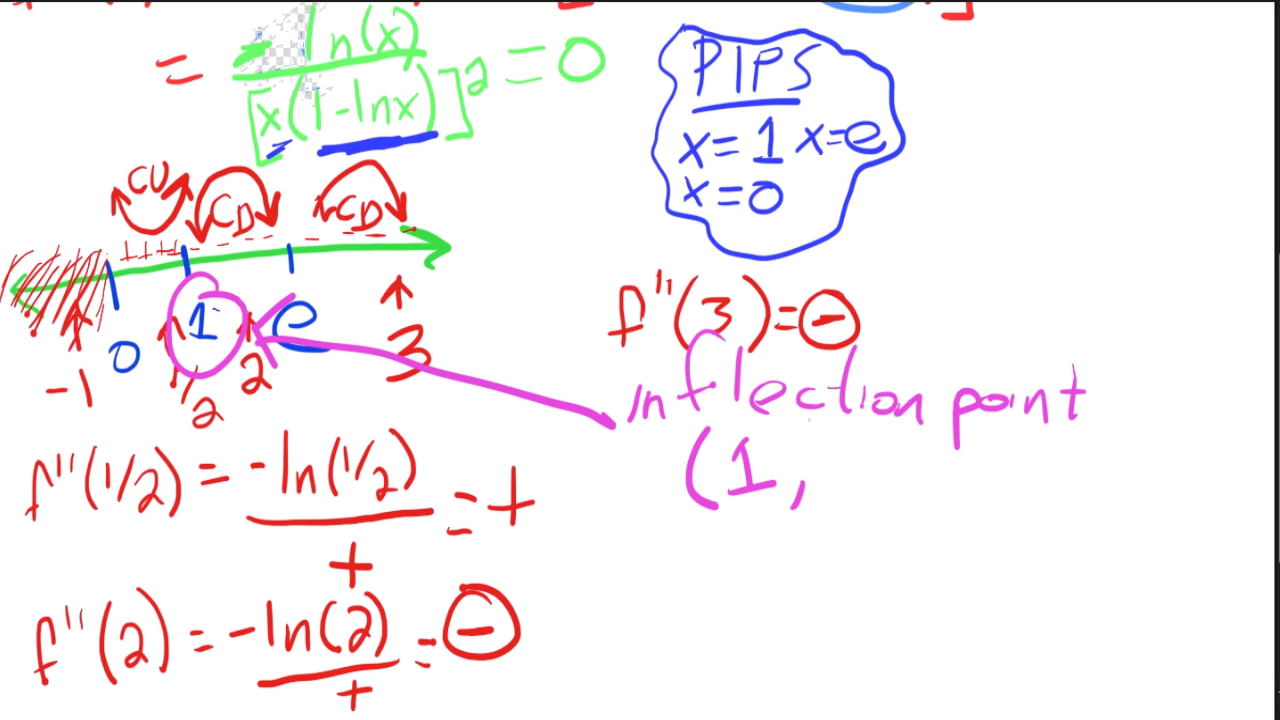 = -ln(x) / [x(1-lnx)]² = 0
PIPS
x=1 x=e
x=0
CU CD CD
++++ - - - - - -
-1 0 1/2 1 2 e 3
f''(3)=-
inflection point
(1,
f''(1/2) = -ln(1/2) / + = +
f''(2) = -ln(2) / + = -